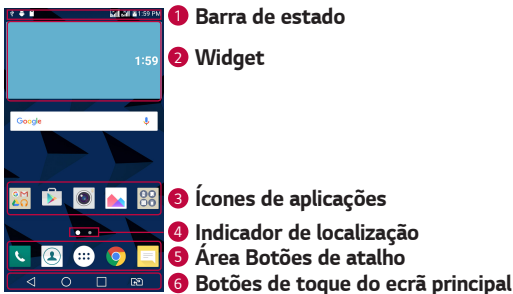 1:59 PM
1 Barra de estado
1:59
2 Widget
Google
3 Ícones de aplicações
4 Indicador de localização
5 Área Botões de atalho
6 Botões de toque do ecrã principal